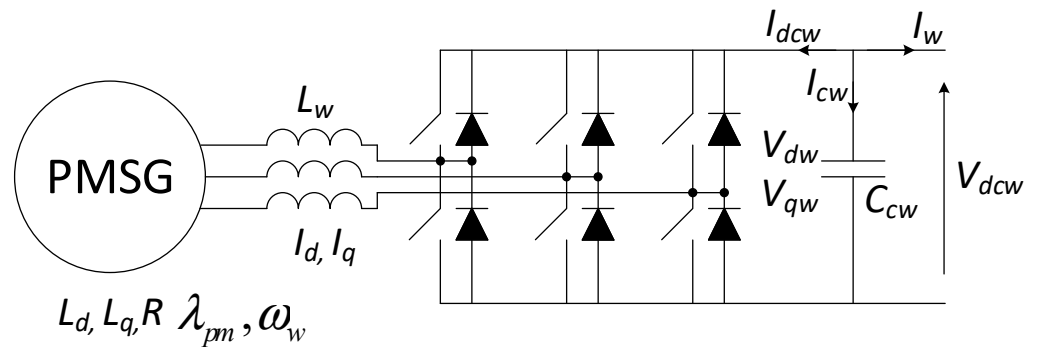 I_dcw I_w
I_cw
L_w
PMSG
V_dw
V_qw
C_cw
V_dcw
I_d, I_q
L_d, L_q,R λ_pm, ω_w